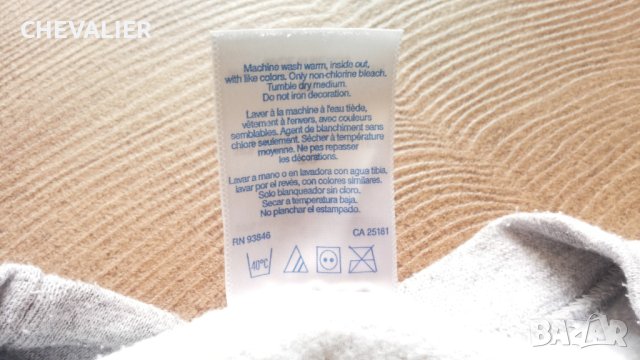 CHEVALIER
Machine wash warm, inside out,
with like colors. Only non-chlorine bleach.
Tumble dry medium.
Do not iron decoration.
Laver à la machine à l'eau tiède,
vêtement à l'envers, avec couleurs
semblables. Agent de blanchiment sans
chlore seulement. Sécher à température
moyenne. Ne pas repasser
les décorations.
Lavar a mano o en lavadora con agua tibia,
lavar por el revés, con colores similares.
Solo blanqueador sin cloro.
Secar a temperatura baja.
No planchar el estampado.
RN 93846 CA 25161
40°C
BAZAR